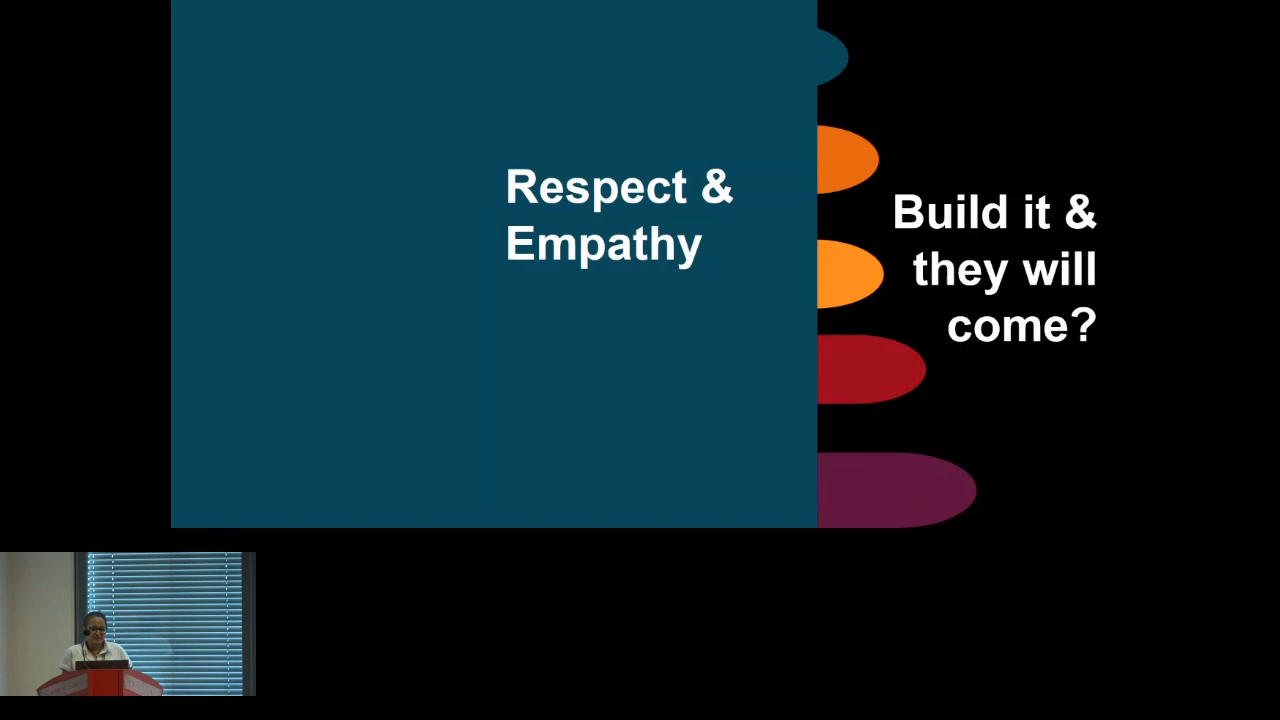 Respect &
Empathy
Build it &
they will
come?